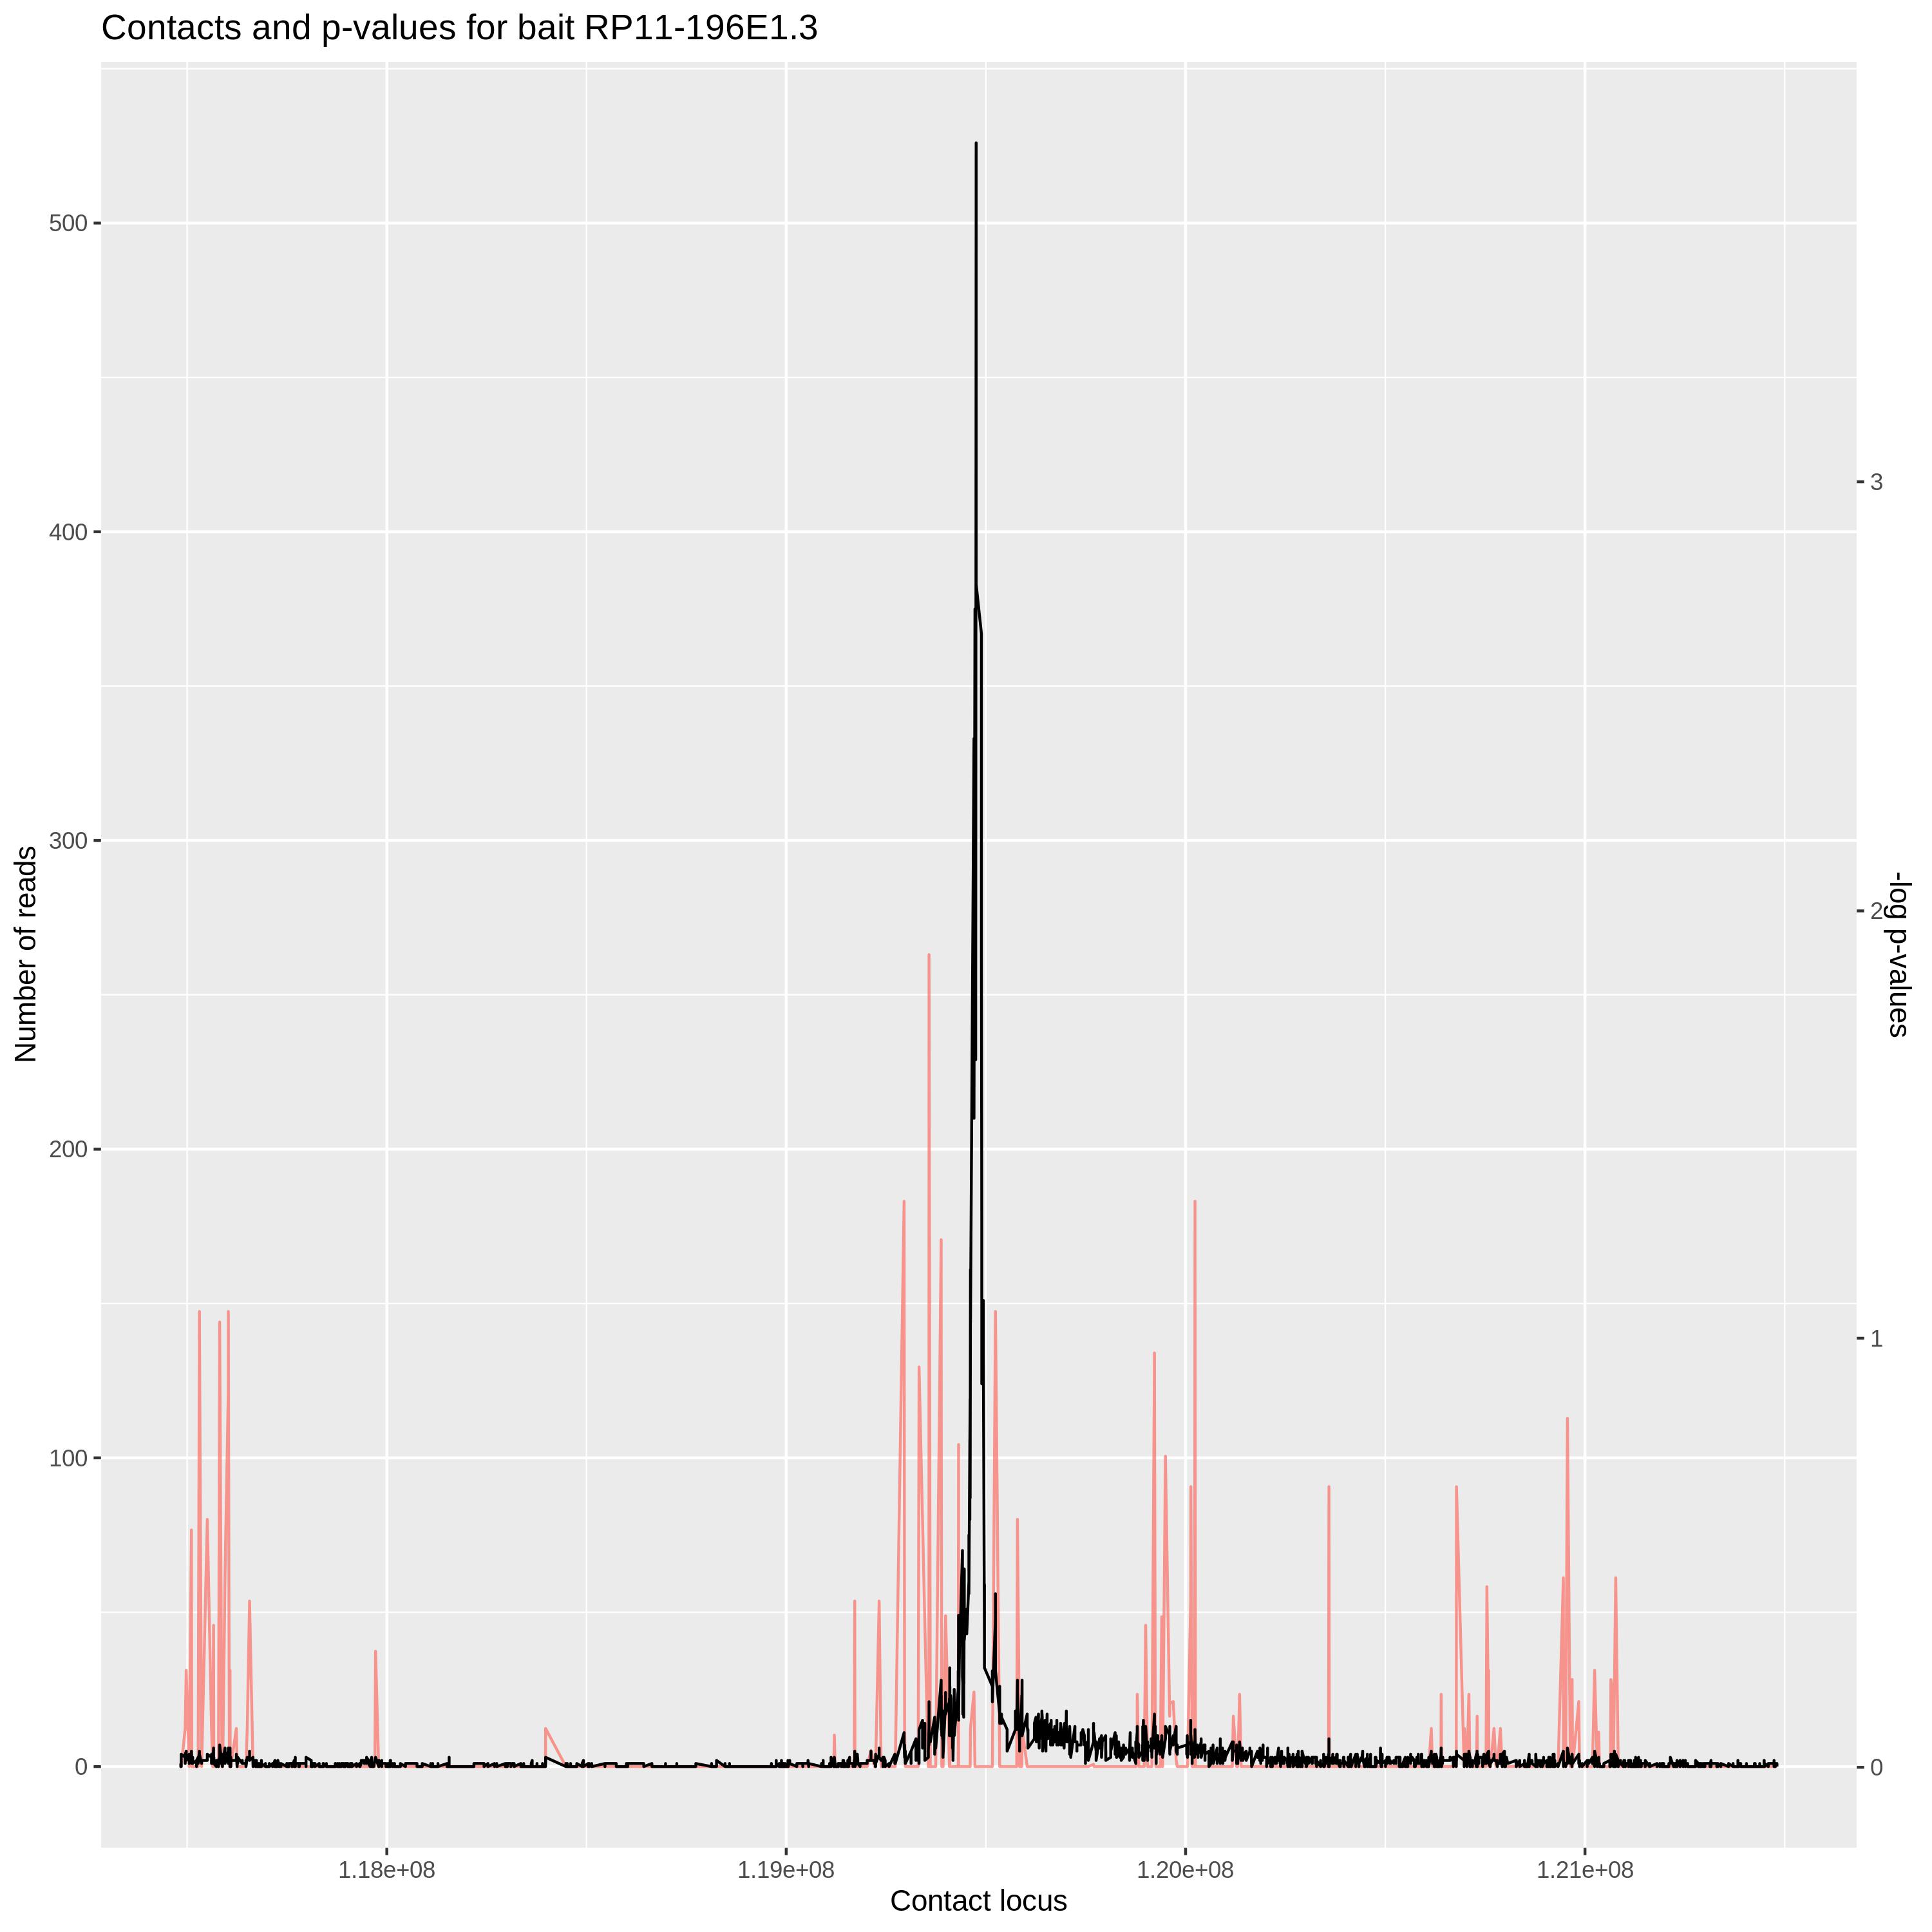 Contacts and p-values for bait RP11-196E1.3
500
400
300
200
100
0
Number of reads
3
2
1
0
-log p-values
1.18e+08
1.19e+08
1.20e+08
1.21e+08
Contact locus